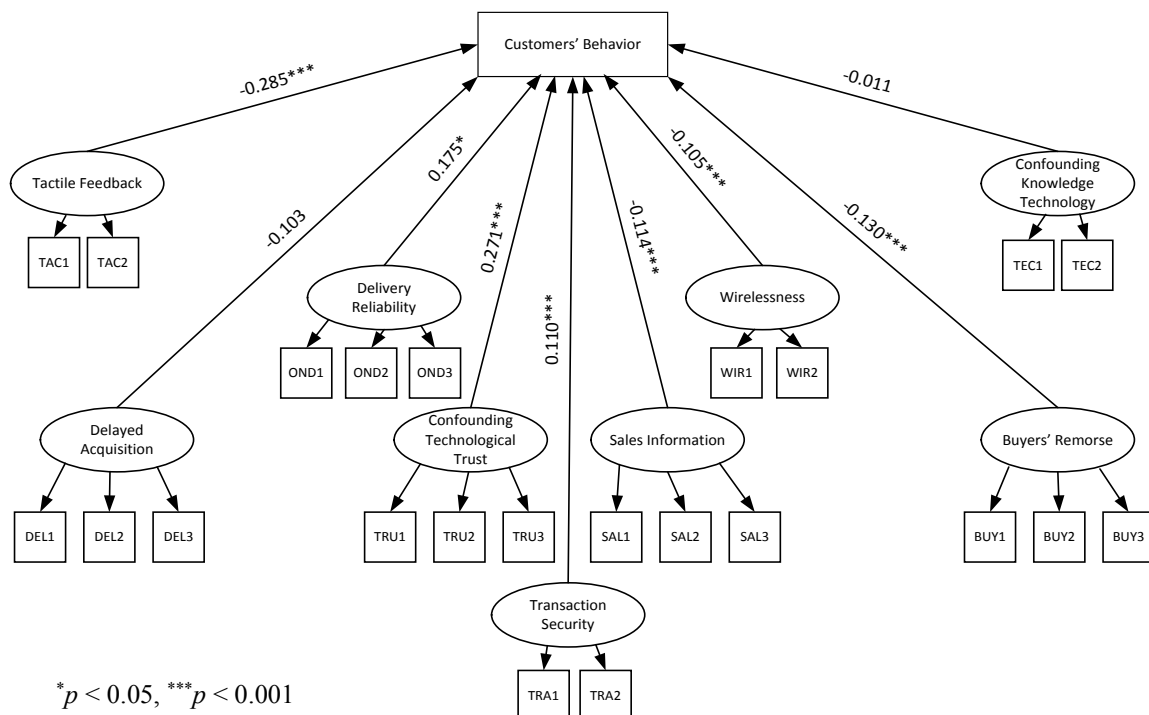 Customers’ Behavior
-0.285***
-0.011
0.175*
-0.105***
Tactile Feedback
Confounding
Knowledge
Technology
-0.103
0.271***
-0.114***
-0.130***
TAC1
TAC2
TEC1
TEC2
Delivery
Reliability
Wirelessness
0.110***
OND1
OND2
OND3
WIR1
WIR2
Delayed
Acquisition
Confounding
Technological
Trust
Sales Information
Buyers’ Remorse
DEL1
DEL2
DEL3
TRU1
TRU2
TRU3
SAL1
SAL2
SAL3
BUY1
BUY2
BUY3
Transaction
Security
TRA1
TRA2
*p < 0.05, ***p < 0.001